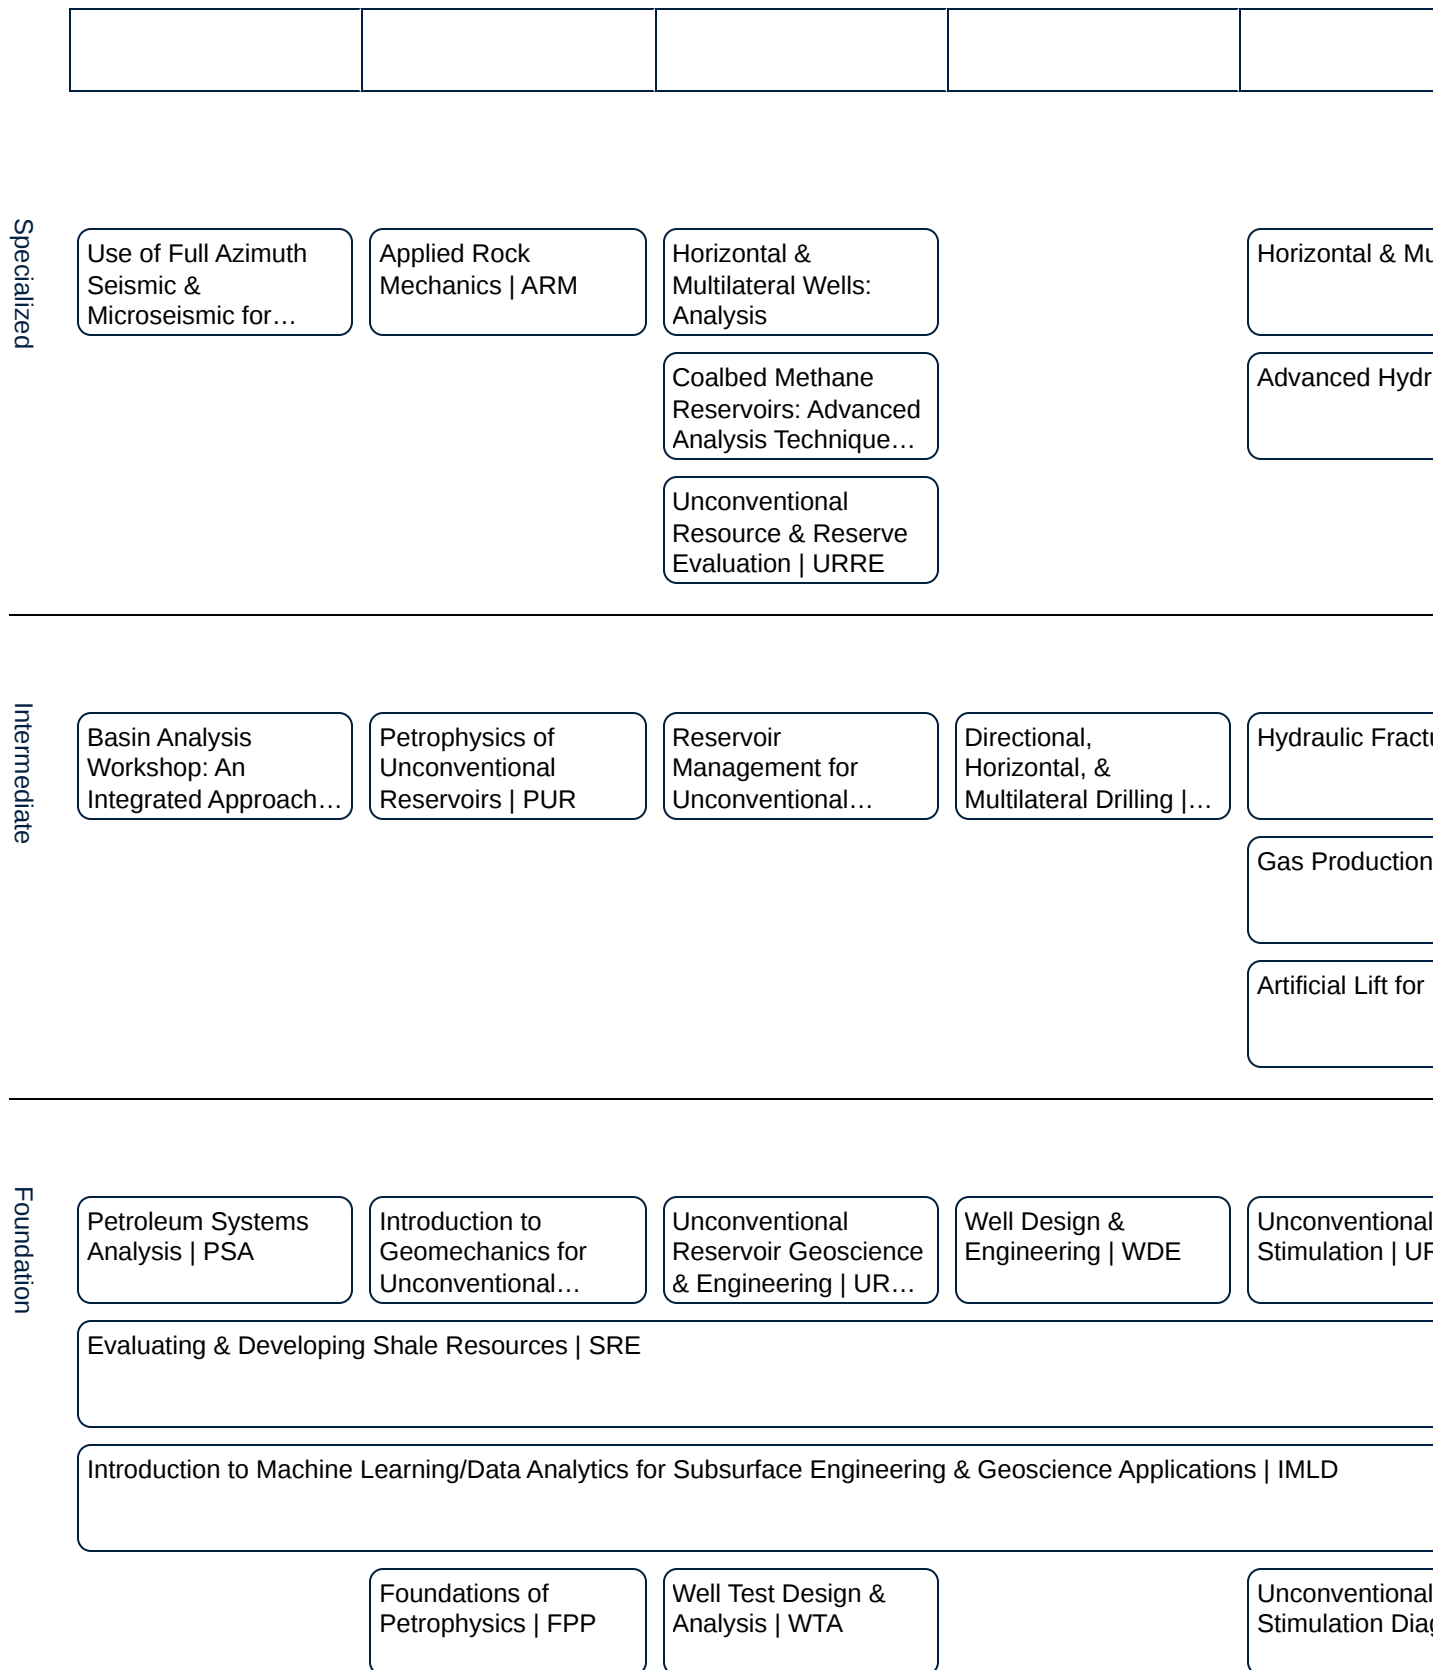 Specialized
Use of Full Azimuth
Seismic &
Microseismic for…
Applied Rock
Mechanics | ARM
Horizontal &
Multilateral Wells:
Analysis
Horizontal &
Coalbed Methane
Reservoirs: Advanced
Analysis Technique…
Advanced
Unconventional
Resource & Reserve
Evaluation | URRE
Intermediate
Basin Analysis
Workshop: An
Integrated Approach…
Petrophysics of
Unconventional
Reservoirs | PUR
Reservoir
Management for
Unconventional…
Directional,
Horizontal, &
Multilateral Drilling |…
Hydraulic
Gas Production
Artificial Lift for
Foundation
Petroleum Systems
Analysis | PSA
Introduction to
Geomechanics for
Unconventional…
Unconventional
Reservoir Geoscience
& Engineering | UR…
Well Design &
Engineering | WDE
Unconventional
Stimulation |
Evaluating & Developing Shale Resources | SRE
Introduction to Machine Learning/Data Analytics for Subsurface Engineering & Geoscience Applications | IMLD
Foundations of
Petrophysics | FPP
Well Test Design &
Analysis | WTA
Unconventional
Stimulation